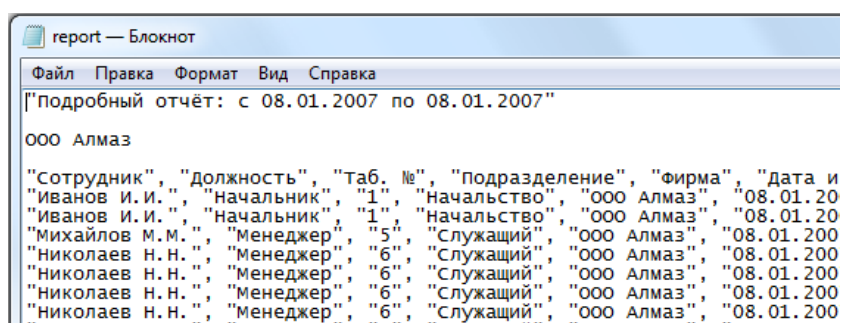 report — Блокнот
Файл Правка Формат Вид Справка
"Подробный отчёт: с 08.01.2007 по 08.01.2007"
ООО Алмаз
"Сотрудник", "Должность", "Таб. №", "Подразделение", "Фирма", "Дата и
"Иванов И.И.", "Начальник", "1", "Начальство", "ООО Алмаз", "08.01.20
"Иванов И.И.", "Начальник", "1", "Начальство", "ООО Алмаз", "08.01.20
"Михайлов М.М.", "Менеджер", "5", "Служащий", "ООО Алмаз", "08.01.200
"Николаев Н.Н.", "Менеджер", "6", "Служащий", "ООО Алмаз", "08.01.200
"Николаев Н.Н.", "Менеджер", "6", "Служащий", "ООО Алмаз", "08.01.200
"Николаев Н.Н.", "Менеджер", "6", "Служащий", "ООО Алмаз", "08.01.200
"Николаев Н.Н.", "Менеджер", "6", "Служащий", "ООО Алмаз", "08.01.200